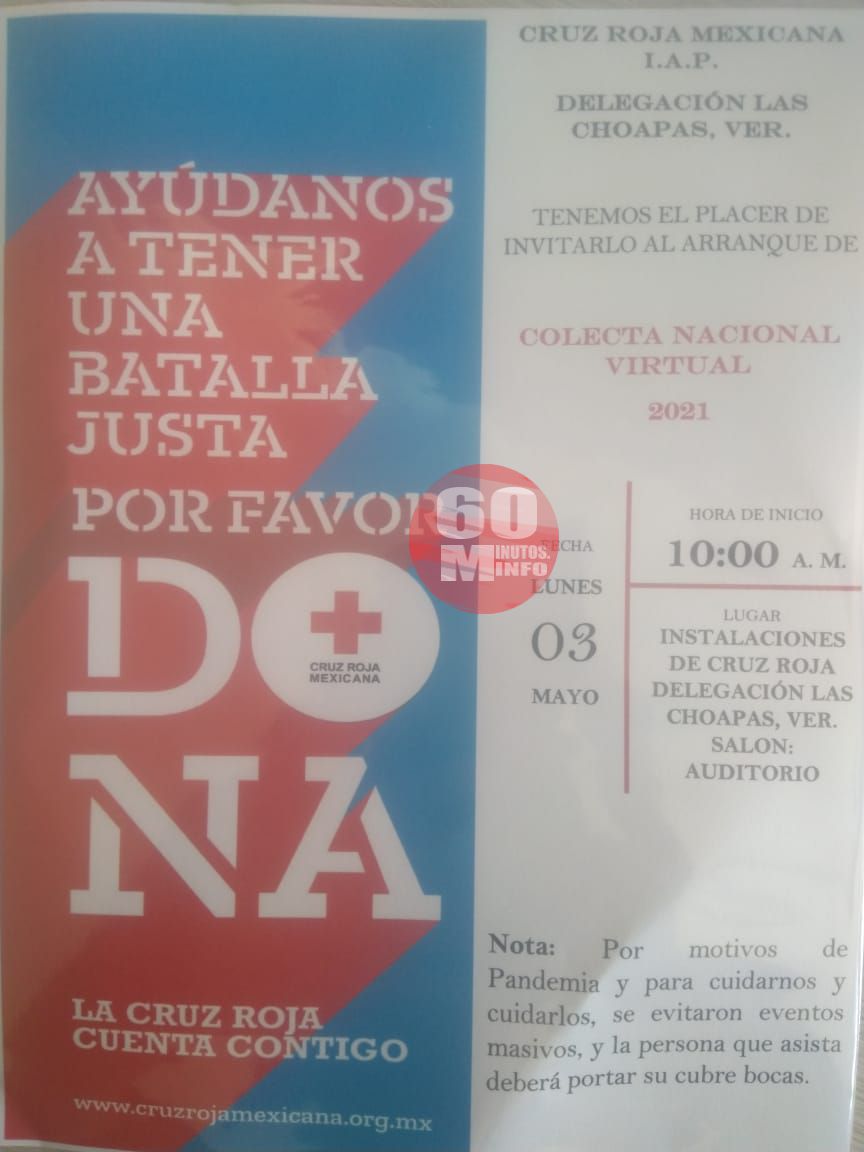 AYÚDANOS
A TENER
UNA
BATALLA
JUSTA
POR FAVOR
DONA
CRUZ ROJA
MEXICANA
LA CRUZ ROJA
CUENTA CONTIGO
www.cruzrojamexicana.org.mx
CRUZ ROJA MEXICANA
I.A.P.
DELEGACIÓN LAS
CHOAPAS, VER.
TENEMOS EL PLACER DE
INVITARLO AL ARRANQUE DE
COLECTA NACIONAL
VIRTUAL
2021
60
MINUTOS.
INFO
FECHA
LUNES
03
MAYO
HORA DE INICIO
10:00 A. M.
LUGAR
INSTALACIONES
DE CRUZ ROJA
DELEGACIÓN LAS
CHOAPAS, VER.
SALON:
AUDITORIO
Nota: Por motivos de
Pandemia y para cuidarnos y
cuidarlos, se evitaron eventos
masivos, y la persona que asista
deberá portar su cubre bocas.